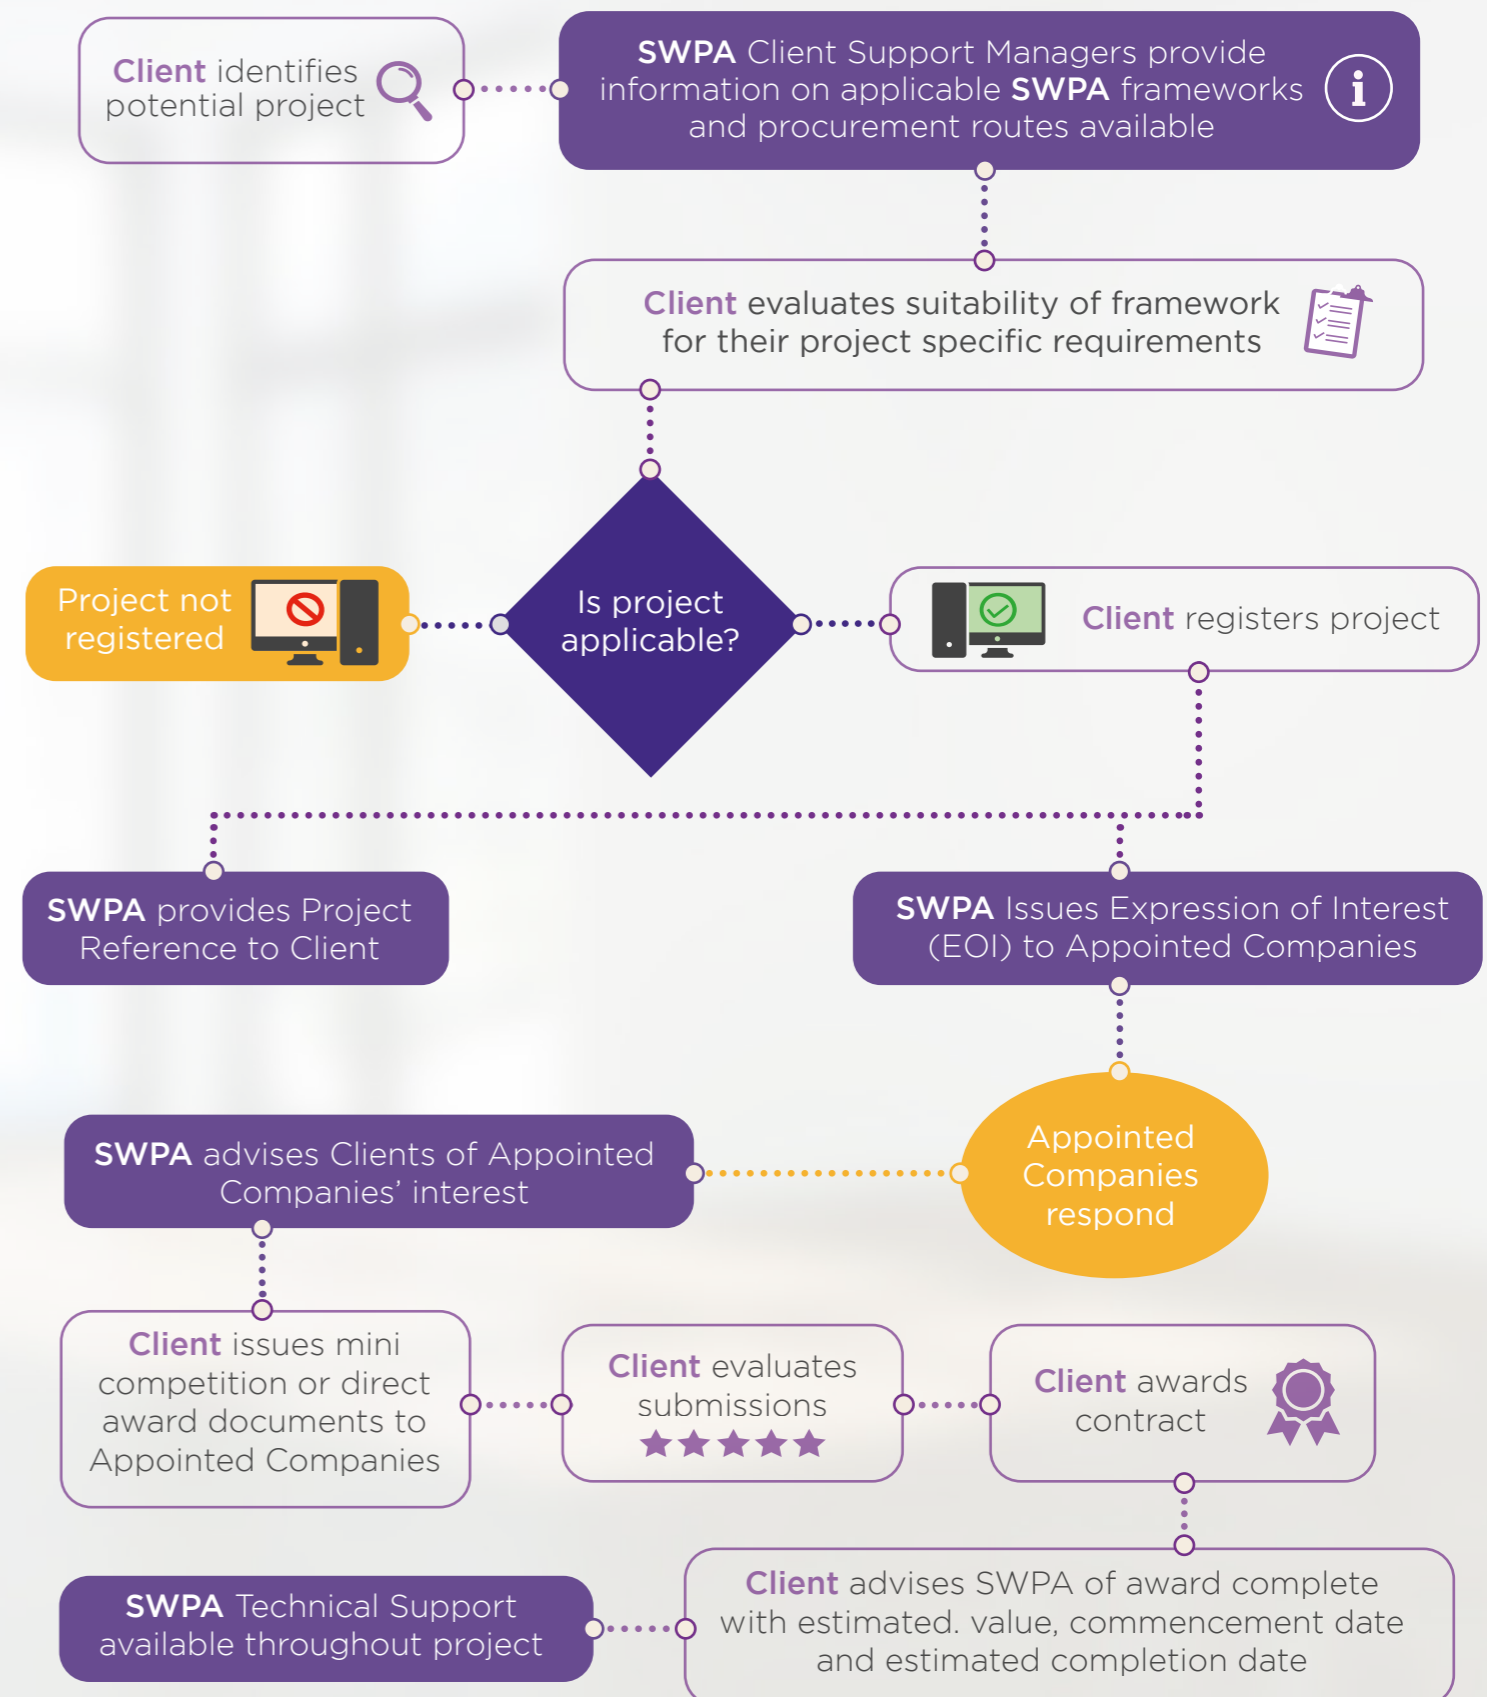 Client identifies
potential project
SWPA Client Support Managers provide
information on applicable SWPA frameworks
and procurement routes available
i
Client evaluates suitability of framework
for their project specific requirements
Is project
applicable?
Project not
registered
Client registers project
SWPA provides Project
Reference to Client
SWPA Issues Expression of Interest
(EOI) to Appointed Companies
Appointed
Companies
respond
SWPA advises Clients of Appointed
Companies’ interest
Client issues mini
competition or direct
award documents to
Appointed Companies
Client evaluates
submissions
Client awards
contract
Client advises SWPA of award complete
with estimated. value, commencement date
and estimated completion date
SWPA Technical Support
available throughout project